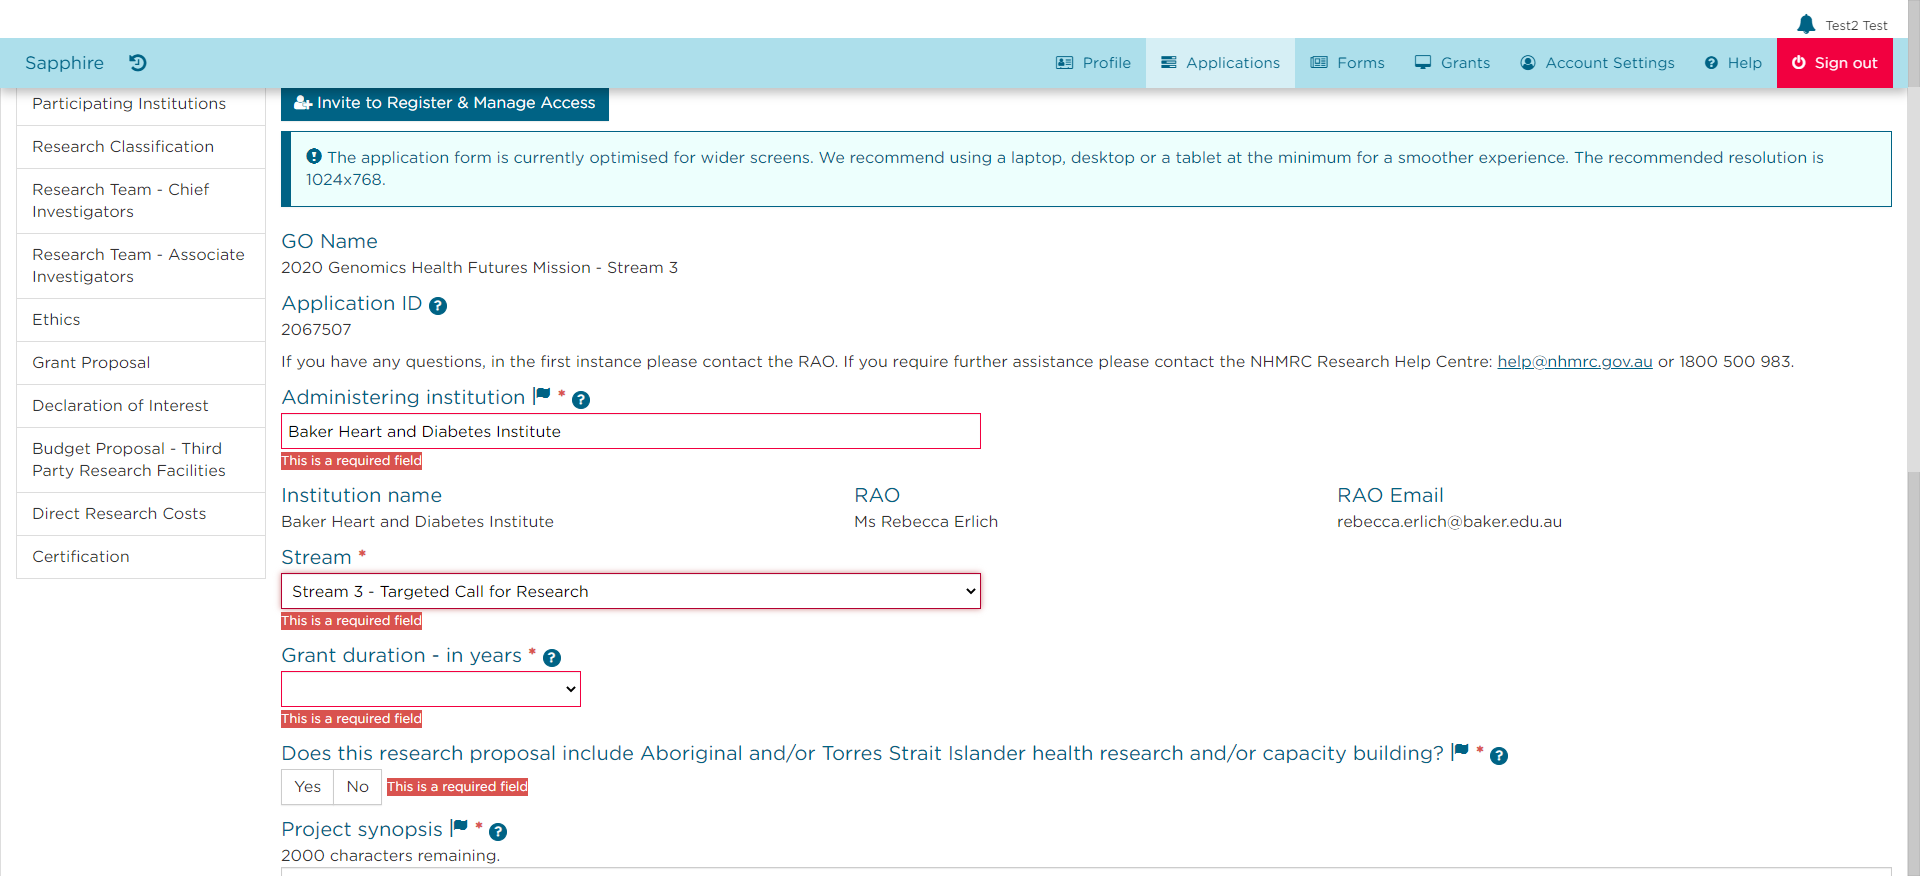 Test2 Test
Sapphire
Profile
Applications
Forms
Grants
Account Settings
Help
Sign out
Participating Institutions
Research Classification
Research Team - Chief
Investigators
Research Team - Associate
Investigators
Ethics
Grant Proposal
Declaration of Interest
Budget Proposal - Third
Party Research Facilities
Direct Research Costs
Certification
Invite to Register & Manage Access
The application form is currently optimised for wider screens. We recommend using a laptop, desktop or a tablet at the minimum for a smoother experience. The recommended resolution is
1024x768.
GO Name
2020 Genomics Health Futures Mission - Stream 3
Application ID
2067507
If you have any questions, in the first instance please contact the RAO. If you require further assistance please contact the NHMRC Research Help Centre: help@nhmrc.gov.au or 1800 500 983.
Administering institution *
Baker Heart and Diabetes Institute
This is a required field
Institution name
Baker Heart and Diabetes Institute
RAO
Ms Rebecca Erlich
RAO Email
rebecca.erlich@baker.edu.au
Stream *
Stream 3 - Targeted Call for Research
This is a required field
Grant duration - in years *
This is a required field
Does this research proposal include Aboriginal and/or Torres Strait Islander health research and/or capacity building? *
Yes No This is a required field
Project synopsis *
2000 characters remaining.